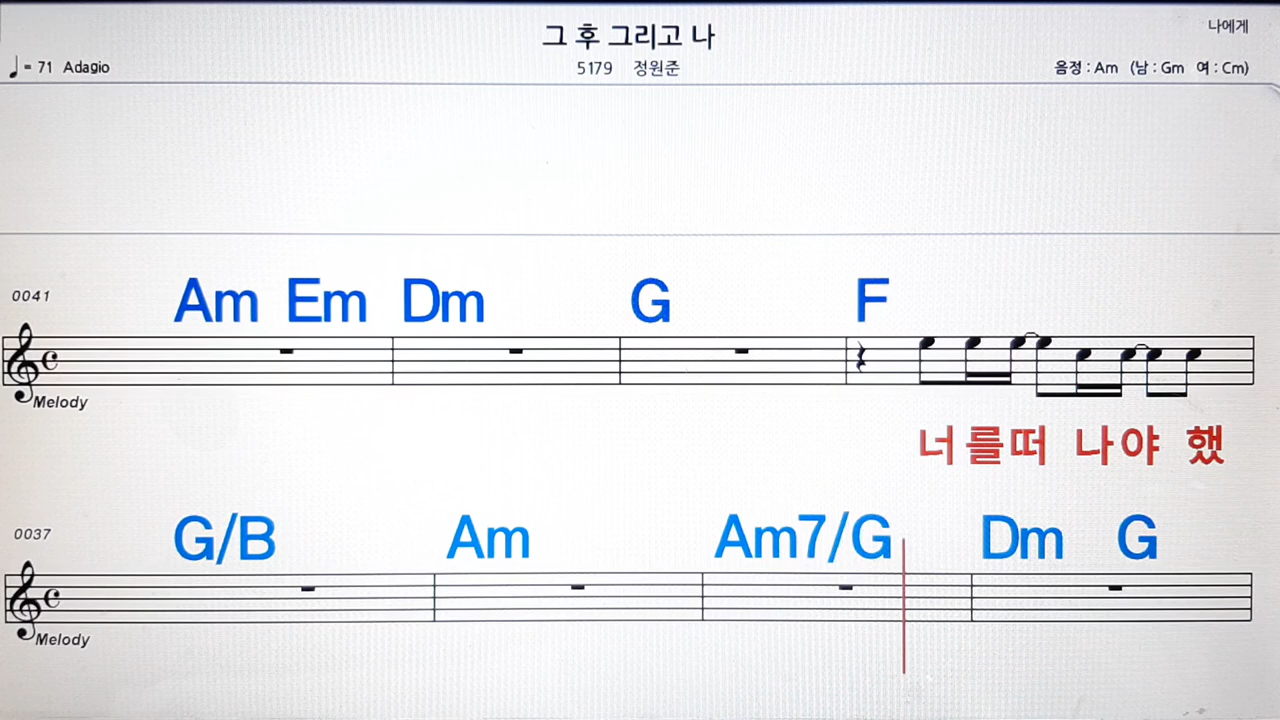 그 후 그리고 나
나에게
♩= 71 Adagio
5179 정원준
음정 : Am (남 : Gm 여 : Cm)
0041
Am Em Dm G F
Melody
너 를 떠 나 야 했
0037
G/B Am Am7/G Dm G
Melody